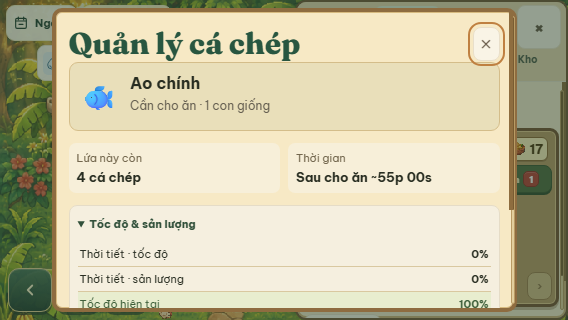 Quản lý cá chép
Ao chính
Cần cho ăn · 1 con giống
Lứa này còn
4 cá chép
Thời gian
Sau cho ăn ~55p 00s
▼ Tốc độ & sản lượng
Thời tiết · tốc độ 0%
Thời tiết · sản lượng 0%
Tốc độ hiện tại 100%
Kho
17
1